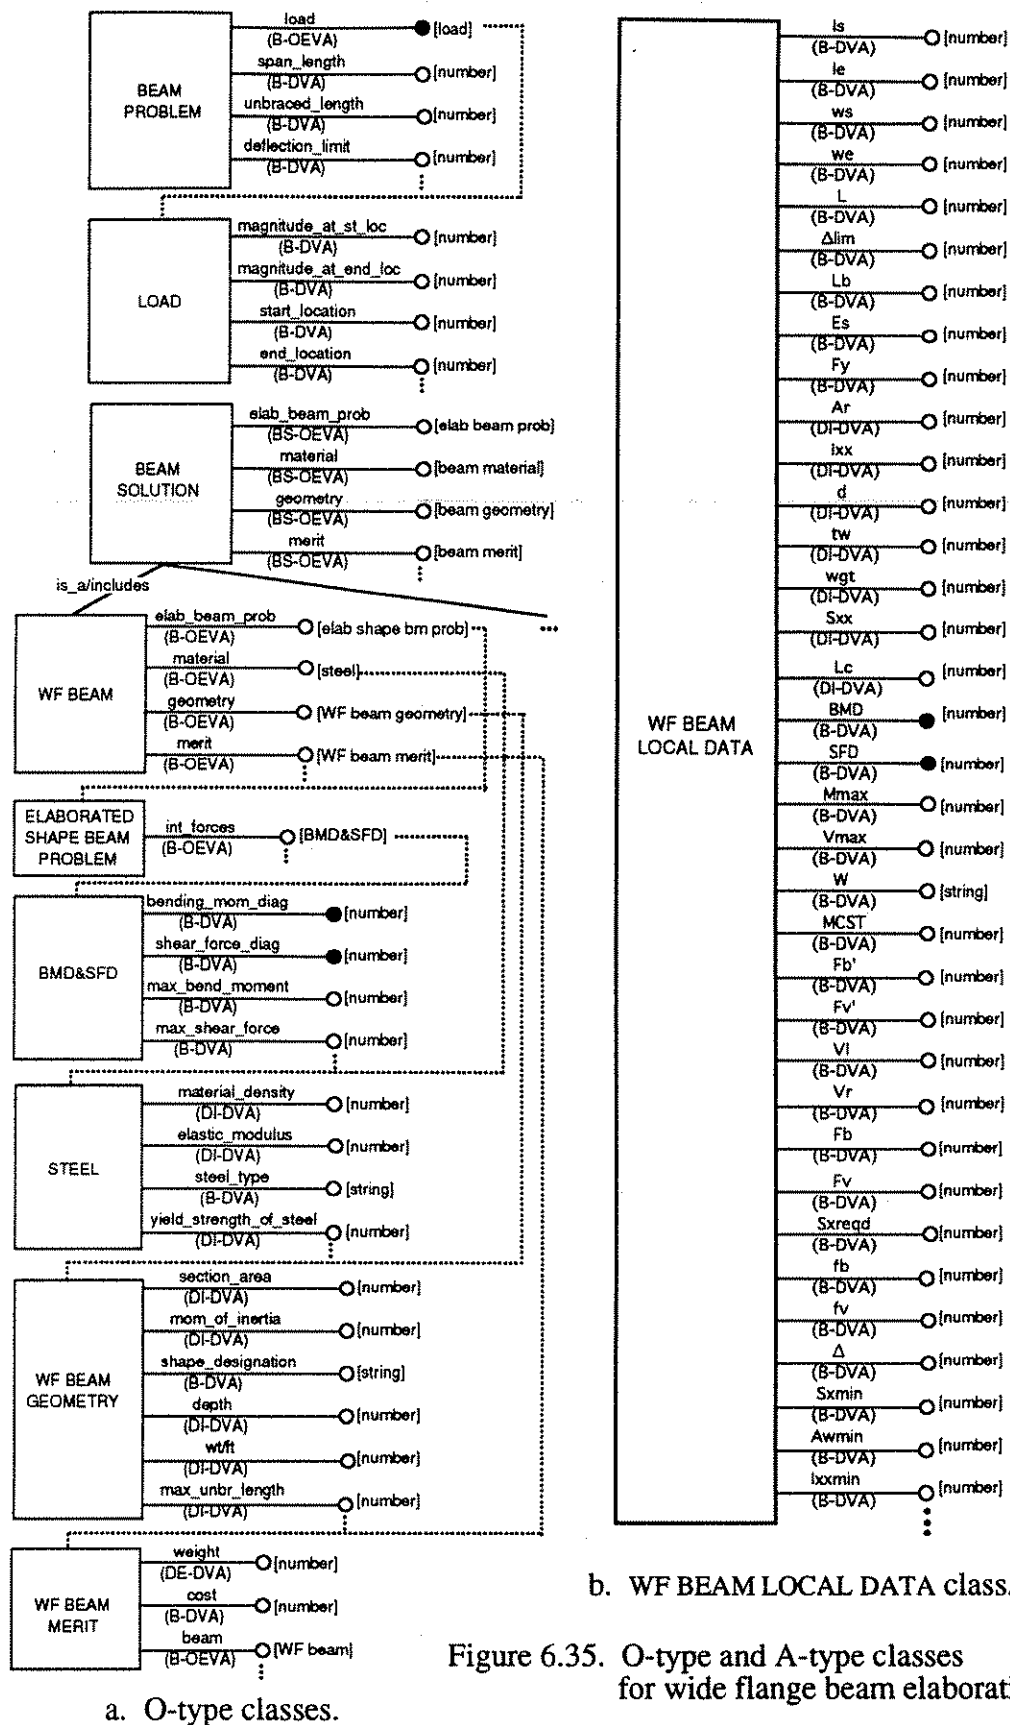 load
(B-OEVA)
[load]
span_length
(B-DVA)
[number]
BEAM
PROBLEM
unbraced_length
(B-DVA)
[number]
deflection_limit
(B-DVA)
[number]
magnitude_at_st_loc
(B-DVA)
[number]
magnitude_at_end_loc
(B-DVA)
[number]
LOAD
start_location
(B-DVA)
[number]
end_location
(B-DVA)
[number]
elab_beam_prob
(BS-OEVA)
[elab beam prob]
material
(BS-OEVA)
[beam material]
BEAM
SOLUTION
geometry
(BS-OEVA)
[beam geometry]
merit
(BS-OEVA)
[beam merit]
is_a/includes
elab_beam_prob
(B-OEVA)
[elab shape bm prob]
material
(B-OEVA)
[steel]
WF BEAM
geometry
(B-OEVA)
[WF beam geometry]
merit
(B-OEVA)
[WF beam merit]
ELABORATED
SHAPE BEAM
PROBLEM
int_forces
(B-OEVA)
[BMD&SFD]
bending_mom_diag
(B-DVA)
[number]
shear_force_diag
(B-DVA)
[number]
BMD&SFD
max_bend_moment
(B-DVA)
[number]
max_shear_force
(B-DVA)
[number]
material_density
(DI-DVA)
[number]
elastic_modulus
(DI-DVA)
[number]
STEEL
steel_type
(B-DVA)
[string]
yield_strength_of_steel
(DI-DVA)
[number]
section_area
(DI-DVA)
[number]
mom_of_inertia
(DI-DVA)
[number]
WF BEAM
GEOMETRY
shape_designation
(B-DVA)
[string]
depth
(DI-DVA)
[number]
wt/ft
(DI-DVA)
[number]
max_unbr_length
(DI-DVA)
[number]
weight
(DE-DVA)
[number]
WF BEAM
MERIT
cost
(B-DVA)
[number]
beam
(B-OEVA)
[WF beam]
a. O-type classes.
WF BEAM
LOCAL DATA
ls
(B-DVA)
[number]
le
(B-DVA)
[number]
ws
(B-DVA)
[number]
we
(B-DVA)
[number]
L
(B-DVA)
[number]
Δlim
(B-DVA)
[number]
Lb
(B-DVA)
[number]
Es
(B-DVA)
[number]
Fy
(B-DVA)
[number]
Ar
(DI-DVA)
[number]
Ixx
(DI-DVA)
[number]
d
(DI-DVA)
[number]
tw
(DI-DVA)
[number]
wgt
(DI-DVA)
[number]
Sxx
(DI-DVA)
[number]
Lc
(DI-DVA)
[number]
BMD
(B-DVA)
[number]
SFD
(B-DVA)
[number]
Mmax
(B-DVA)
[number]
Vmax
(B-DVA)
[number]
W
(B-DVA)
[string]
MCST
(B-DVA)
[number]
Fb'
(B-DVA)
[number]
Fv'
(B-DVA)
[number]
Vl
(B-DVA)
[number]
Vr
(B-DVA)
[number]
Fb
(B-DVA)
[number]
Fv
(B-DVA)
[number]
Sxreqd
(B-DVA)
[number]
fb
(B-DVA)
[number]
fv
(B-DVA)
[number]
Δ
(B-DVA)
[number]
Sxmin
(B-DVA)
[number]
Awmin
(B-DVA)
[number]
Ixxmin
(B-DVA)
[number]
b. WF BEAM LOCAL DATA class.
Figure 6.35. O-type and A-type classes
for wide flange beam elaborati